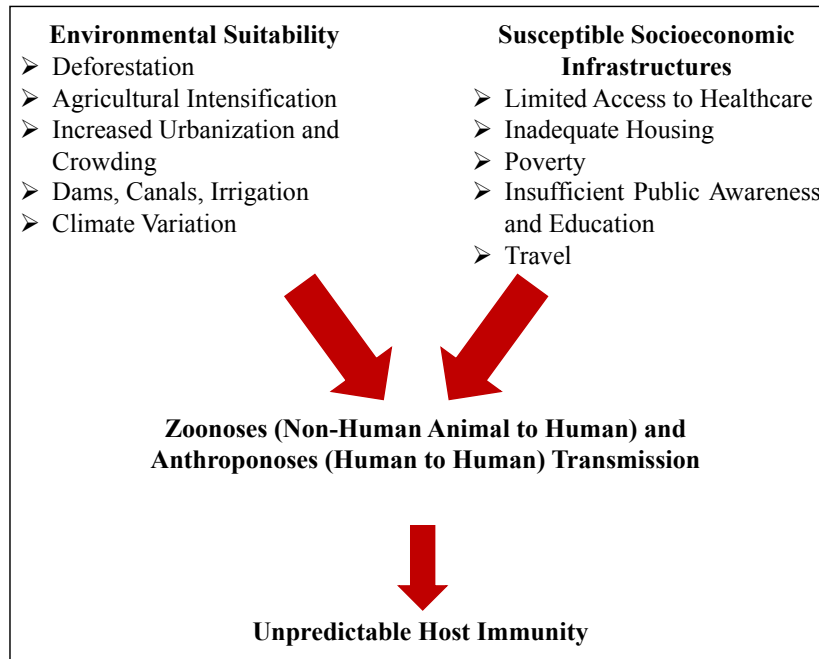 Environmental Suitability
➢ Deforestation
➢ Agricultural Intensification
➢ Increased Urbanization and
Crowding
➢ Dams, Canals, Irrigation
➢ Climate Variation
Susceptible Socioeconomic
Infrastructures
➢ Limited Access to Healthcare
➢ Inadequate Housing
➢ Poverty
➢ Insufficient Public Awareness
and Education
➢ Travel
Zoonoses (Non-Human Animal to Human) and
Anthroponoses (Human to Human) Transmission
Unpredictable Host Immunity